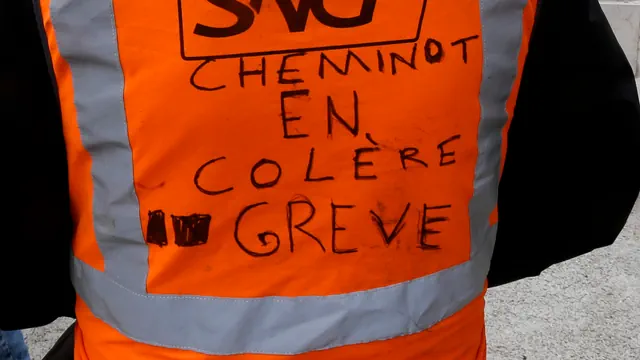 SNCF
CHEMINOT
EN
COLÈRE
GREVE